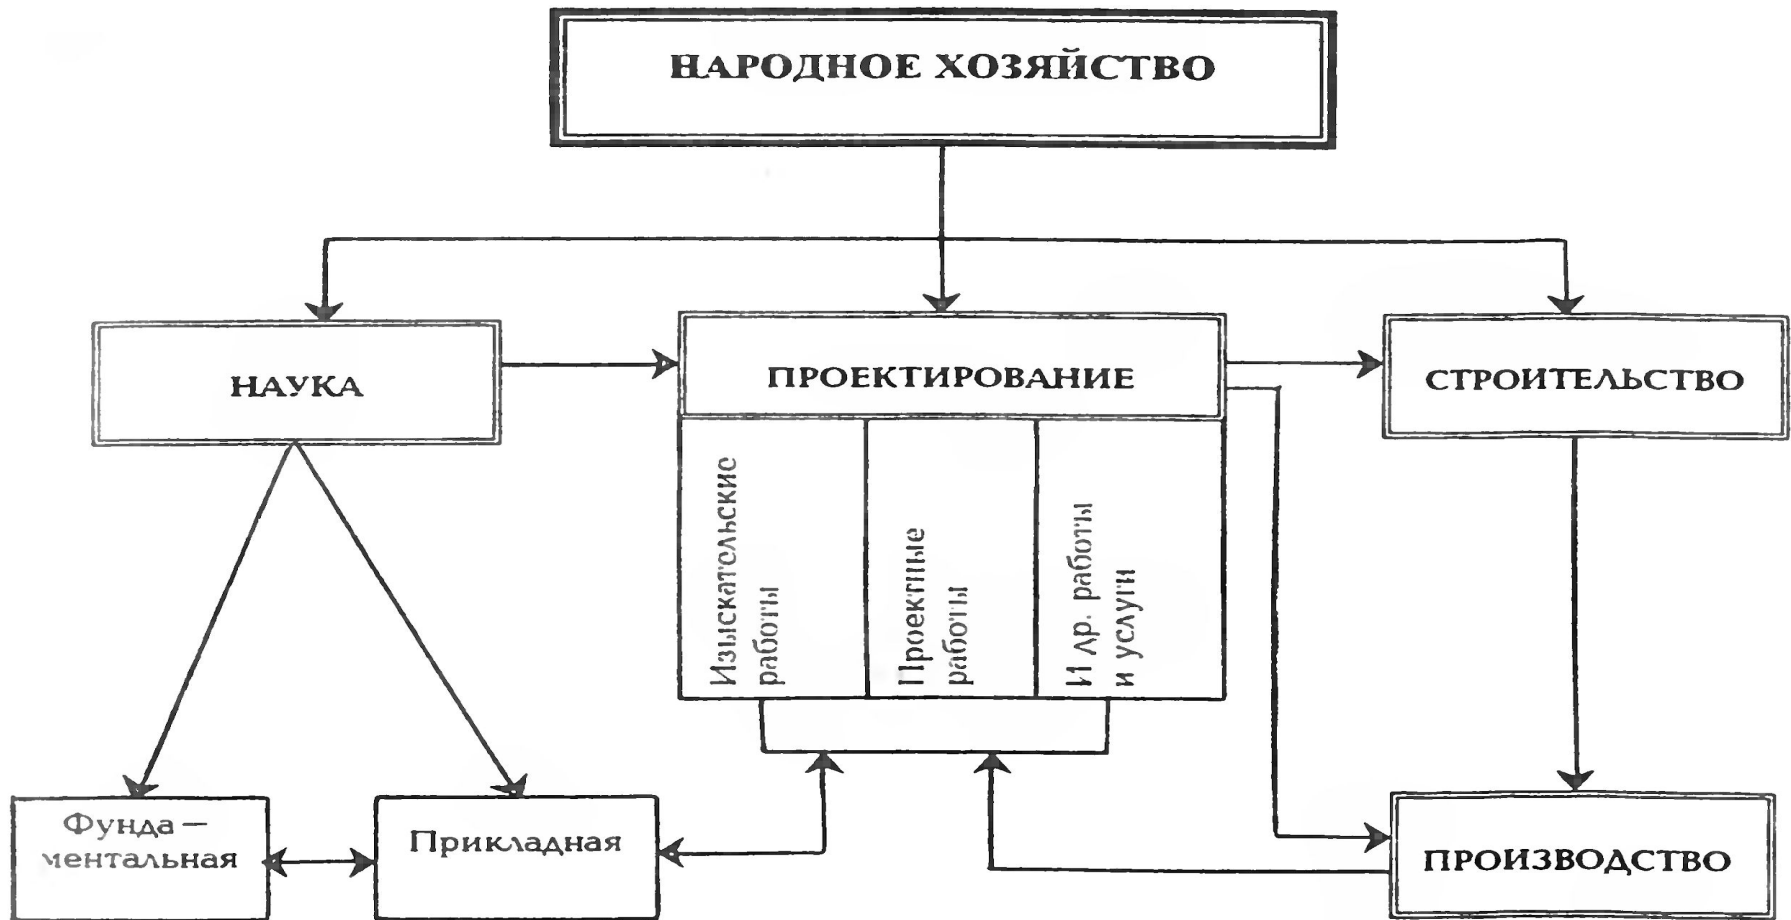 НАРОДНОЕ ХОЗЯЙСТВО
НАУКА
ПРОЕКТИРОВАНИЕ
СТРОИТЕЛЬСТВО
Изыскательские
работы
Проектные
работы
И др. работы
и услуги
Фунда –
ментальная
Прикладная
ПРОИЗВОДСТВО